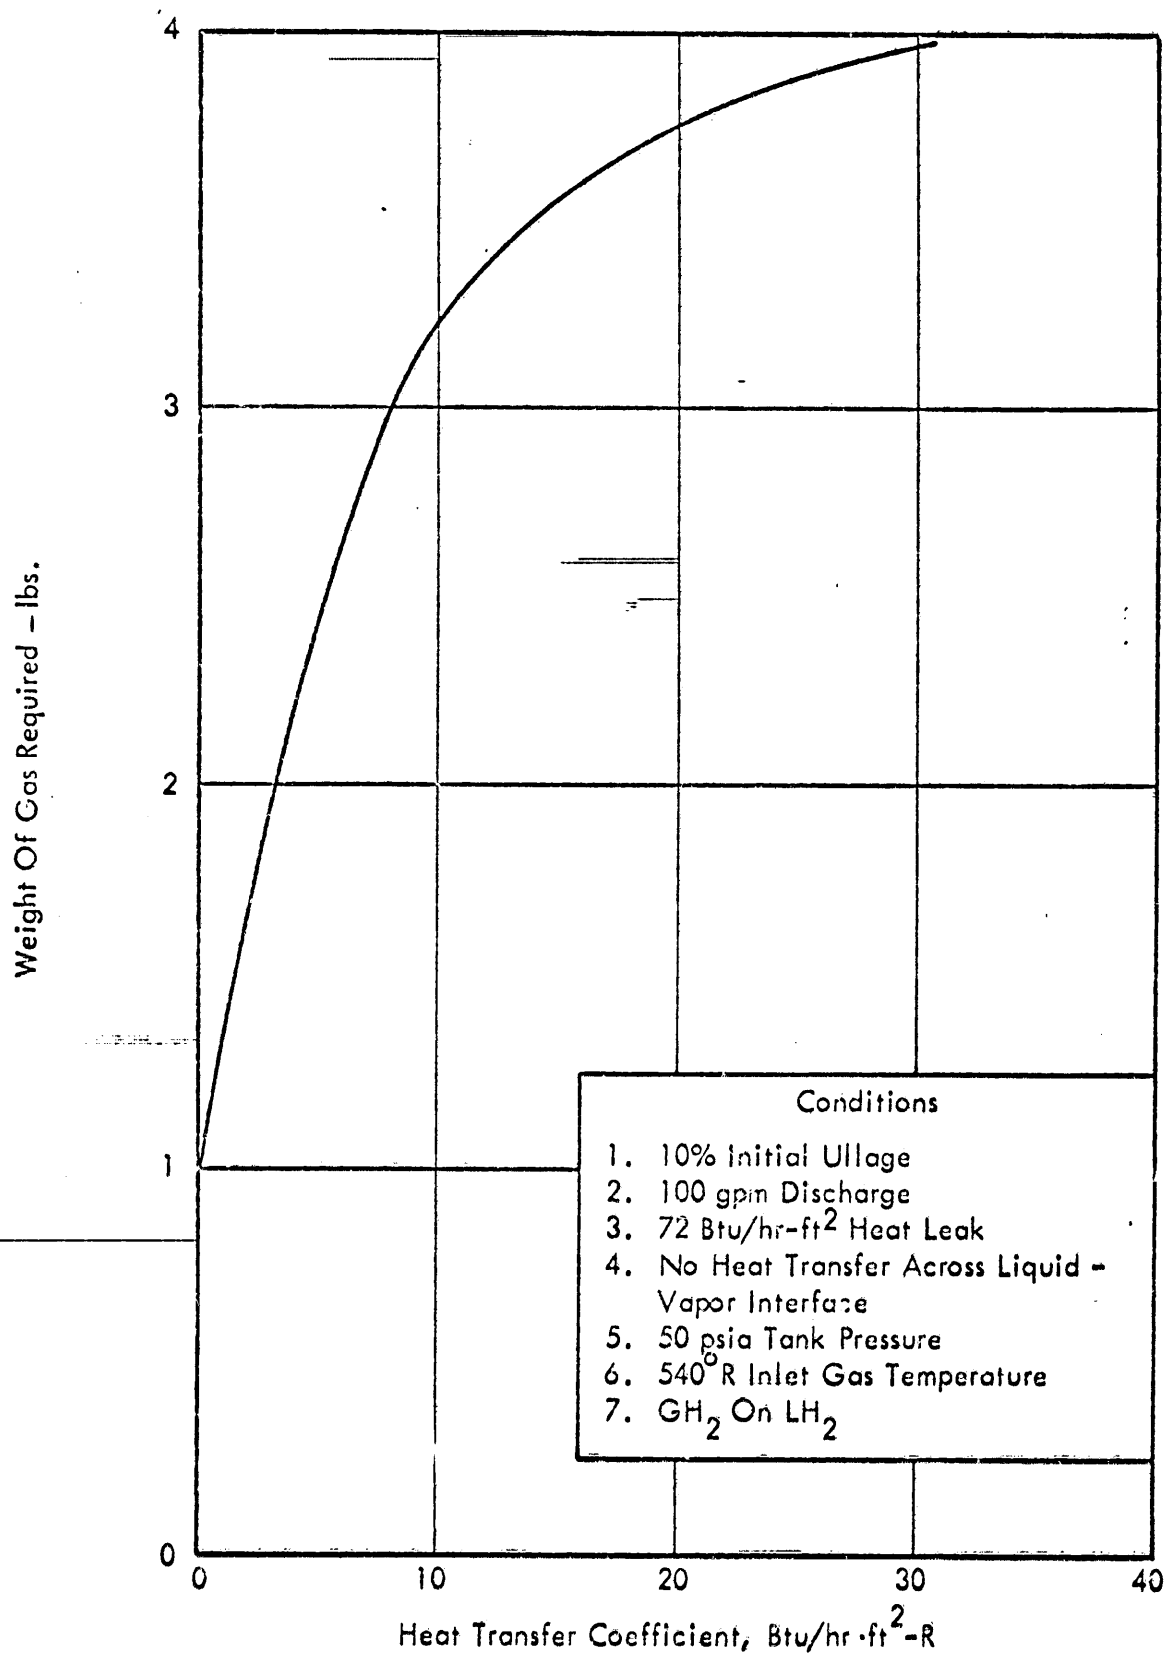 4
3
2
1
0
0 10 20 30 40
Weight Of Gas Required -lbs.
Heat Transfer Coefficient, Btu/hr·ft²-R
Conditions
1. 10% Initial Ullage
2. 100 gpm Discharge
3. 72 Btu/hr-ft² Heat Leak
4. No Heat Transfer Across Liquid -
Vapor Interface
5. 50 psia Tank Pressure
6. 540°R Inlet Gas Temperature
7. GH₂ On LH₂